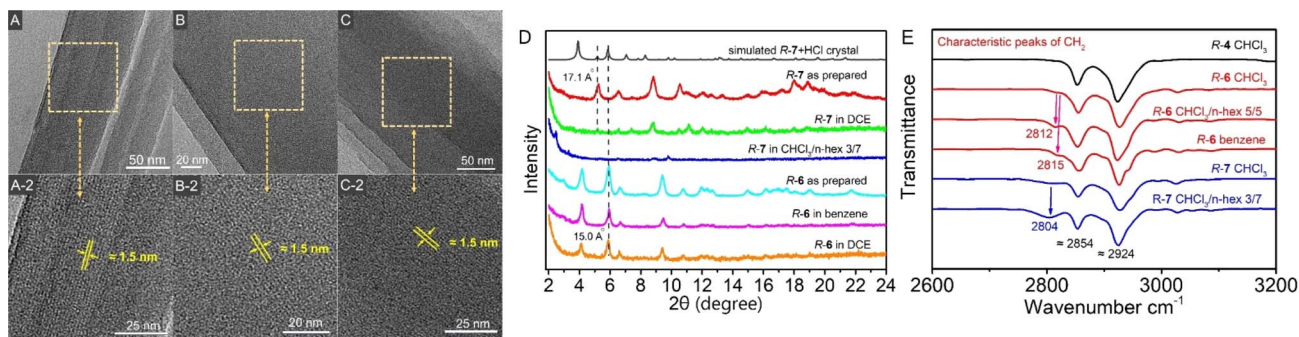 A
50 nm
B
20 nm
C
50 nm
A-2
≈ 1.5 nm
25 nm
B-2
≈ 1.5 nm
20 nm
C-2
≈ 1.5 nm
25 nm
D
simulated R-7+HCl crystal
17.1 A°
R-7 as prepared
R-7 in DCE
R-7 in CHCl₃/n-hex 3/7
R-6 as prepared
R-6 in benzene
15.0 A°
R-6 in DCE
Intensity
2 4 6 8 10 12 14 16 18 20 22 24
2θ (degree)
E
Characteristic peaks of CH₂
R-4 CHCl₃
R-6 CHCl₃
R-6 CHCl₃/n-hex 5/5
2812
R-6 benzene
2815
R-7 CHCl₃
R-7 CHCl₃/n-hex 3/7
2804
≈ 2854
≈ 2924
Transmittance
2600 2800 3000 3200
Wavenumber cm⁻¹